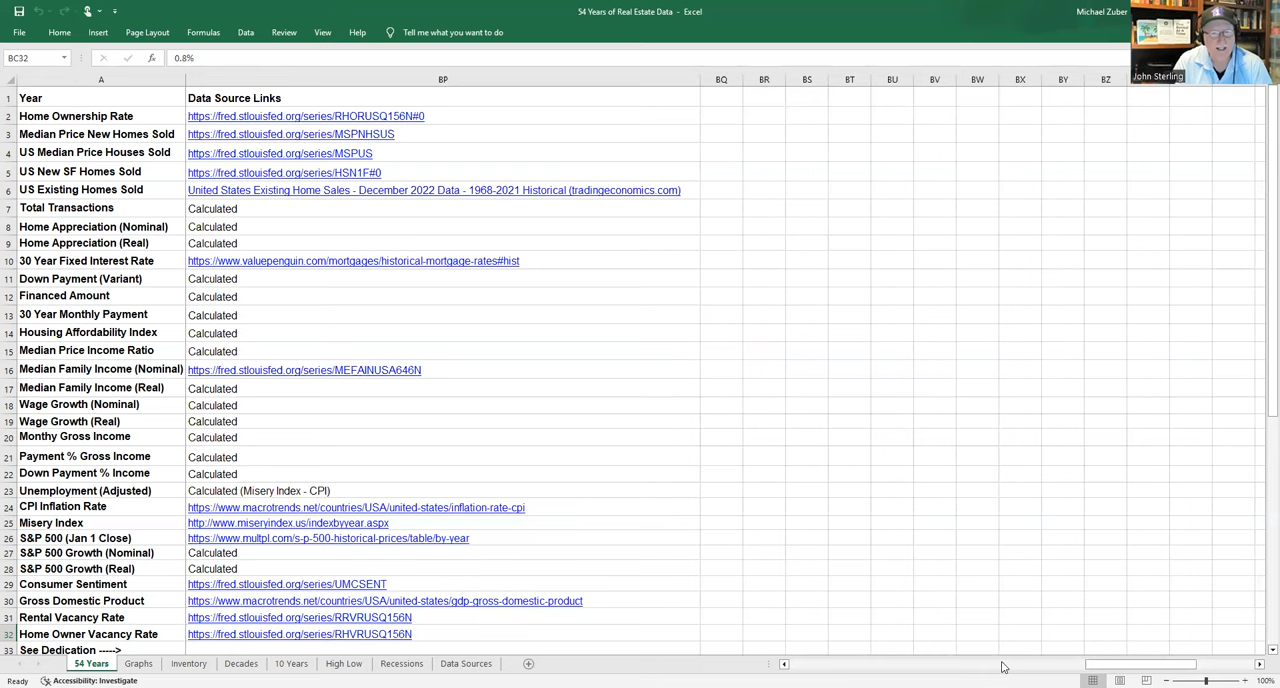 54 Years of Real Estate Data - Excel
Michael Zuber
File Home Insert Page Layout Formulas Data Review View Help Tell me what you want to do
BC32 fx 0.8%
John Sterling
A BP BQ BR BS BT BU BV BW BX BY BZ
1 Year Data Source Links
2 Home Ownership Rate https://fred.stlouisfed.org/series/RHORUSQ156N#0
3 Median Price New Homes Sold https://fred.stlouisfed.org/series/MSPNHSUS
4 US Median Price Houses Sold https://fred.stlouisfed.org/series/MSPUS
5 US New SF Homes Sold https://fred.stlouisfed.org/series/HSN1F#0
6 US Existing Homes Sold United States Existing Home Sales - December 2022 Data - 1968-2021 Historical (tradingeconomics.com)
7 Total Transactions Calculated
8 Home Appreciation (Nominal) Calculated
9 Home Appreciation (Real) Calculated
10 30 Year Fixed Interest Rate https://www.valuepenguin.com/mortgages/historical-mortgage-rates#hist
11 Down Payment (Variant) Calculated
12 Financed Amount Calculated
13 30 Year Monthly Payment Calculated
14 Housing Affordability Index Calculated
15 Median Price Income Ratio Calculated
16 Median Family Income (Nominal) https://fred.stlouisfed.org/series/MEFAINUSA646N
17 Median Family Income (Real) Calculated
18 Wage Growth (Nominal) Calculated
19 Wage Growth (Real) Calculated
20 Monthy Gross Income Calculated
21 Payment % Gross Income Calculated
22 Down Payment % Income Calculated
23 Unemployment (Adjusted) Calculated (Misery Index - CPI)
24 CPI Inflation Rate https://www.macrotrends.net/countries/USA/united-states/inflation-rate-cpi
25 Misery Index http://www.miseryindex.us/indexbyyear.aspx
26 S&P 500 (Jan 1 Close) https://www.multpl.com/s-p-500-historical-prices/table/by-year
27 S&P 500 Growth (Nominal) Calculated
28 S&P 500 Growth (Real) Calculated
29 Consumer Sentiment https://fred.stlouisfed.org/series/UMCSENT
30 Gross Domestic Product https://www.macrotrends.net/countries/USA/united-states/gdp-gross-domestic-product
31 Rental Vacancy Rate https://fred.stlouisfed.org/series/RRVRUSQ156N
32 Home Owner Vacancy Rate https://fred.stlouisfed.org/series/RHVRUSQ156N
33 See Dedication ----->
54 Years Graphs Inventory Decades 10 Years High Low Recessions Data Sources
Ready Accessibility: Investigate 100%